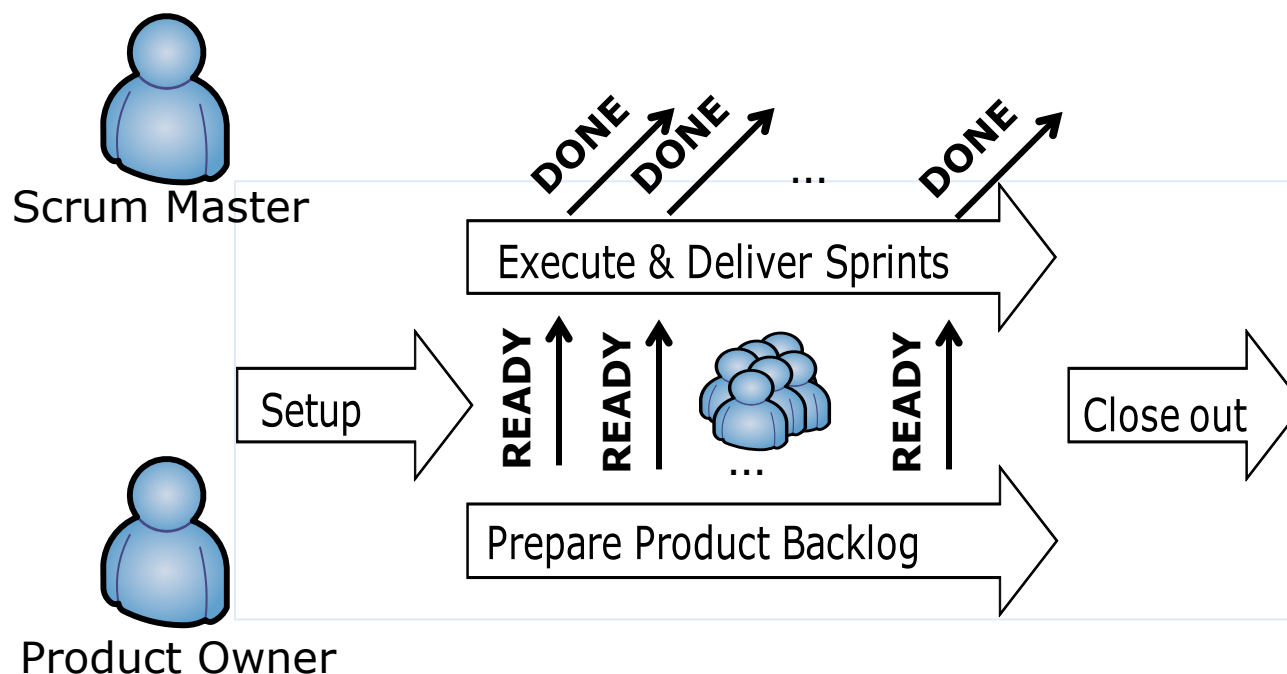 DONE
DONE
...
DONE
Scrum Master
Execute & Deliver Sprints
READY
READY
READY
Setup
Close out
...
Prepare Product Backlog
Product Owner